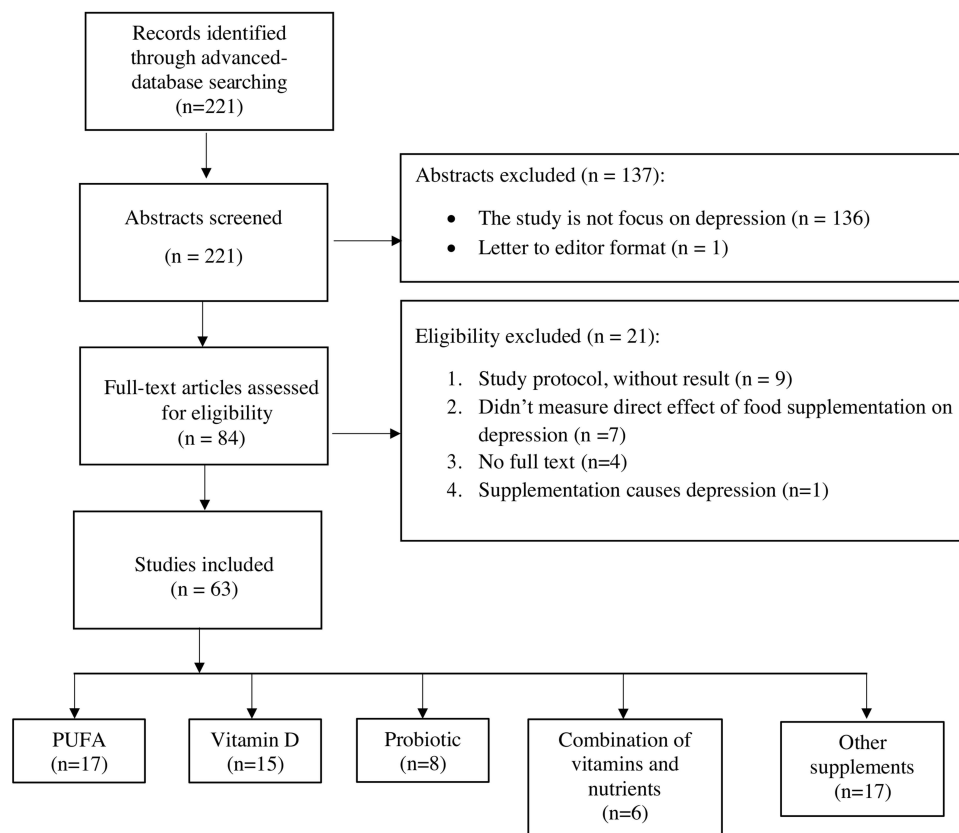 Records identified
through advanced-
database searching
(n=221)
Abstracts screened
(n = 221)
Abstracts excluded (n = 137):
• The study is not focus on depression (n = 136)
• Letter to editor format (n = 1)
Full-text articles assessed
for eligibility
(n = 84)
Eligibility excluded (n = 21):
1. Study protocol, without result (n = 9)
2. Didn’t measure direct effect of food supplementation on
depression (n =7)
3. No full text (n=4)
4. Supplementation causes depression (n=1)
Studies included
(n = 63)
PUFA
(n=17)
Vitamin D
(n=15)
Probiotic
(n=8)
Combination of
vitamins and
nutrients
(n=6)
Other
supplements
(n=17)